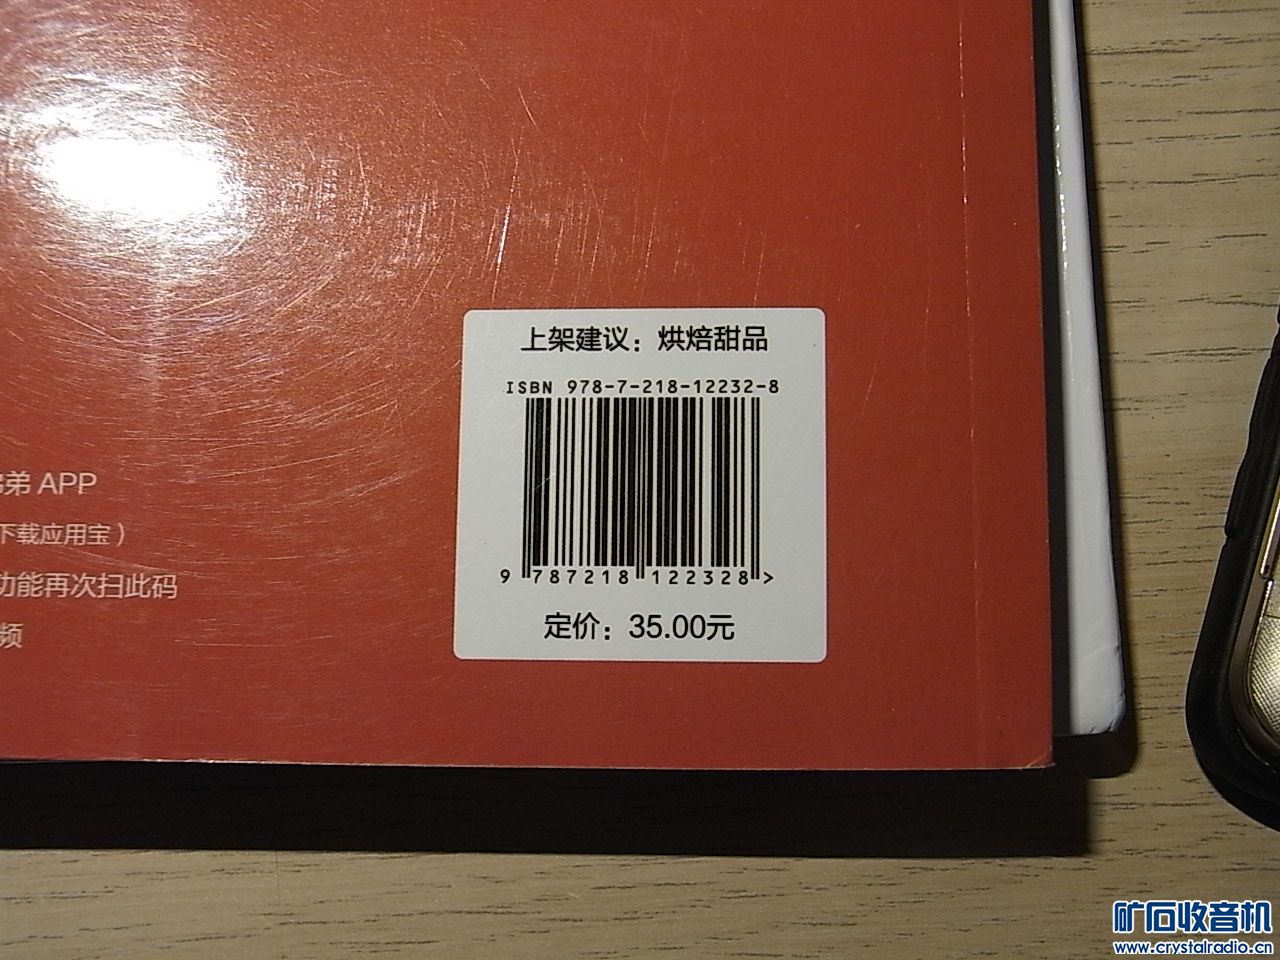 上架建议：烘焙甜品
ISBN 978-7-218-12232-8
9 787218 122328 >
定价：35.00元
弟 APP
下载应用宝）
功能再次扫此码
频
矿石收音机
www.crystalradio.cn